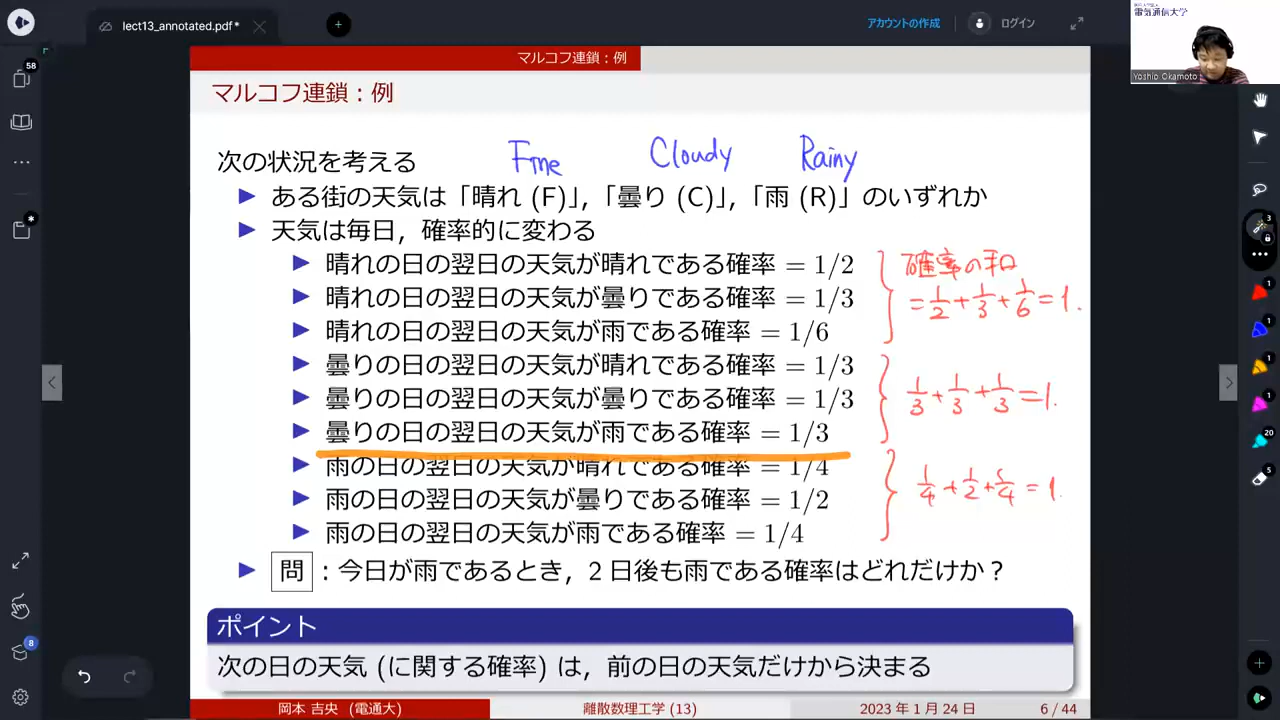 lect13_annotated.pdf*
アカウントの作成
ログイン
電気通信大学
Yoshio Okamoto
58
マルコフ連鎖：例
マルコフ連鎖：例
Fine Cloudy Rainy
次の状況を考える
▶ ある街の天気は「晴れ (F)」,「曇り (C)」,「雨 (R)」のいずれか
▶ 天気は毎日，確率的に変わる
▶ 晴れの日の翌日の天気が晴れである確率 = 1/2
▶ 晴れの日の翌日の天気が曇りである確率 = 1/3
▶ 晴れの日の翌日の天気が雨である確率 = 1/6
確率の和
= 1/2 + 1/3 + 1/6 = 1.
▶ 曇りの日の翌日の天気が晴れである確率 = 1/3
▶ 曇りの日の翌日の天気が曇りである確率 = 1/3
▶ 曇りの日の翌日の天気が雨である確率 = 1/3
1/3 + 1/3 + 1/3 = 1.
▶ 雨の日の翌日の天気が晴れである確率 = 1/4
▶ 雨の日の翌日の天気が曇りである確率 = 1/2
▶ 雨の日の翌日の天気が雨である確率 = 1/4
1/4 + 1/2 + 1/4 = 1.
▶ 問：今日が雨であるとき，2 日後も雨である確率はどれだけか？
ポイント
次の日の天気 (に関する確率) は，前の日の天気だけから決まる
岡本 吉央 (電通大)
離散数理工学 (13)
2023 年 1 月 24 日
6 / 44
8
3
1
1
1
1
20
5